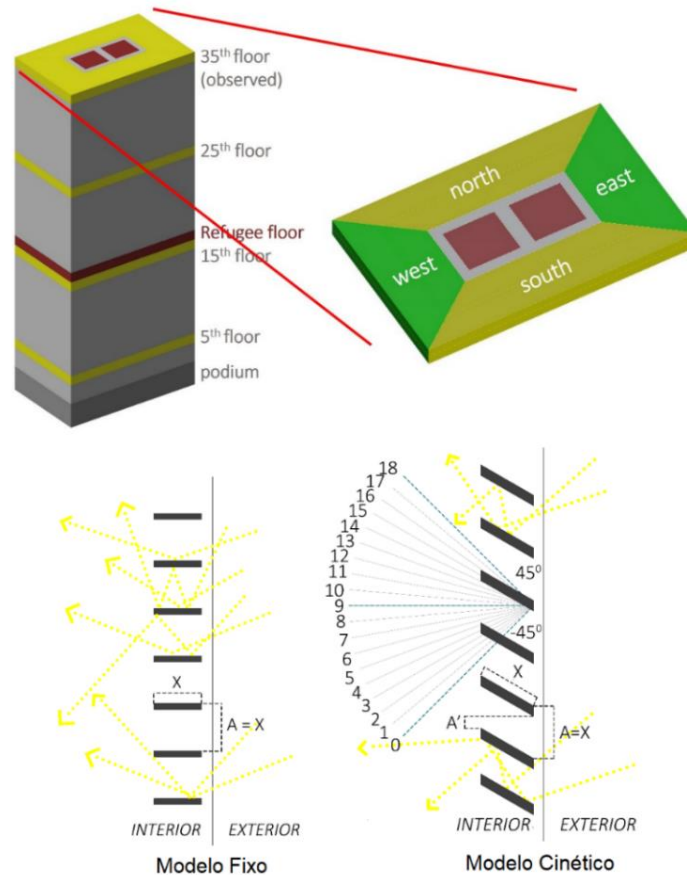 35th floor
(observed)
25th floor
Refugee floor
15th floor
5th floor
podium
north
east
west
south
X
A = X
INTERIOR
EXTERIOR
Modelo Fixo
18
17
16
15
14
13
12
11
10
9
8
7
6
5
4
3
2
1
0
45⁰
-45⁰
X
A'
A=X
INTERIOR
EXTERIOR
Modelo Cinético